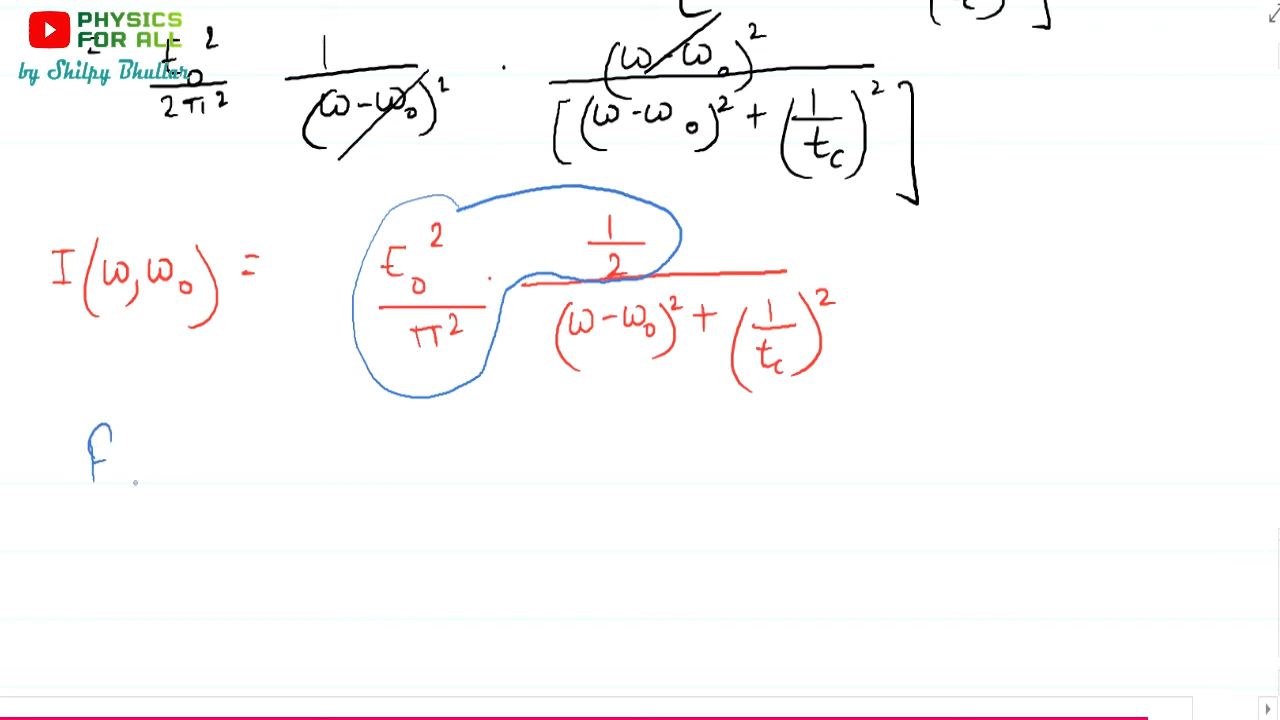 PHYSICS
FOR ALL
by Shilpy Bhullar
E₀² / 2π² 1 / (ω-ω₀)² · (ω-ω₀)² / [(ω-ω₀)² + (1/t_c)²]
I(ω,ω₀) = E₀² / π² · 1/2 / (ω-ω₀)² + (1/t_c)²
F